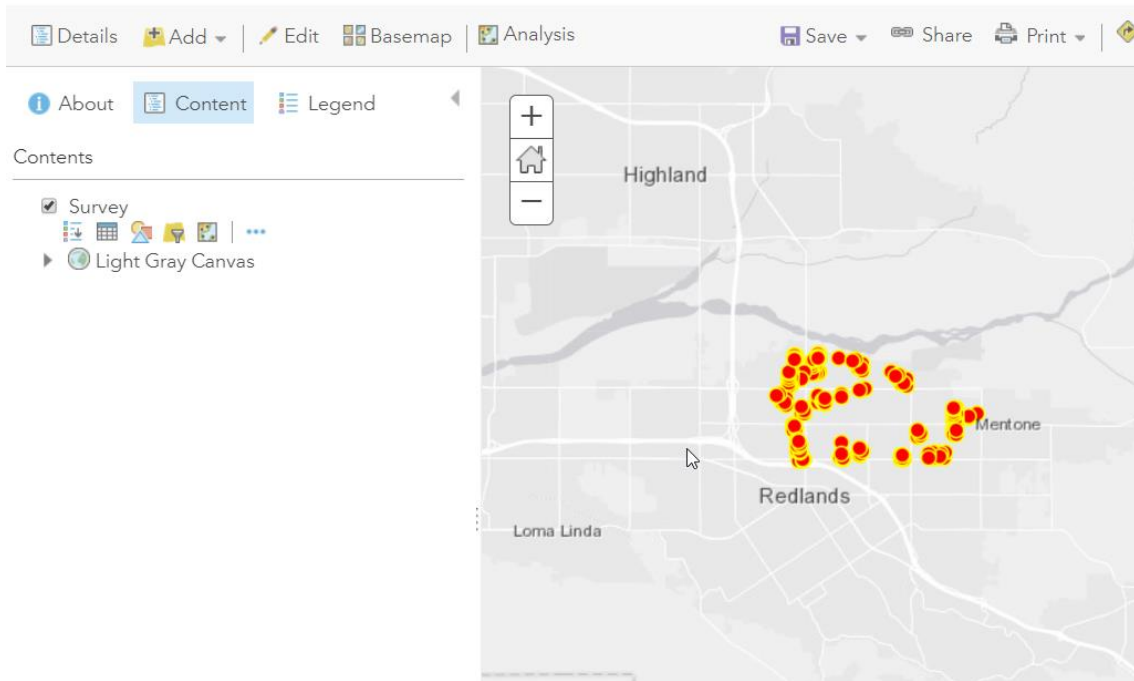 Details Add Edit Basemap Analysis Save Share Print
About Content Legend
Contents
Survey
Light Gray Canvas
Highland
Mentone
Redlands
Loma Linda